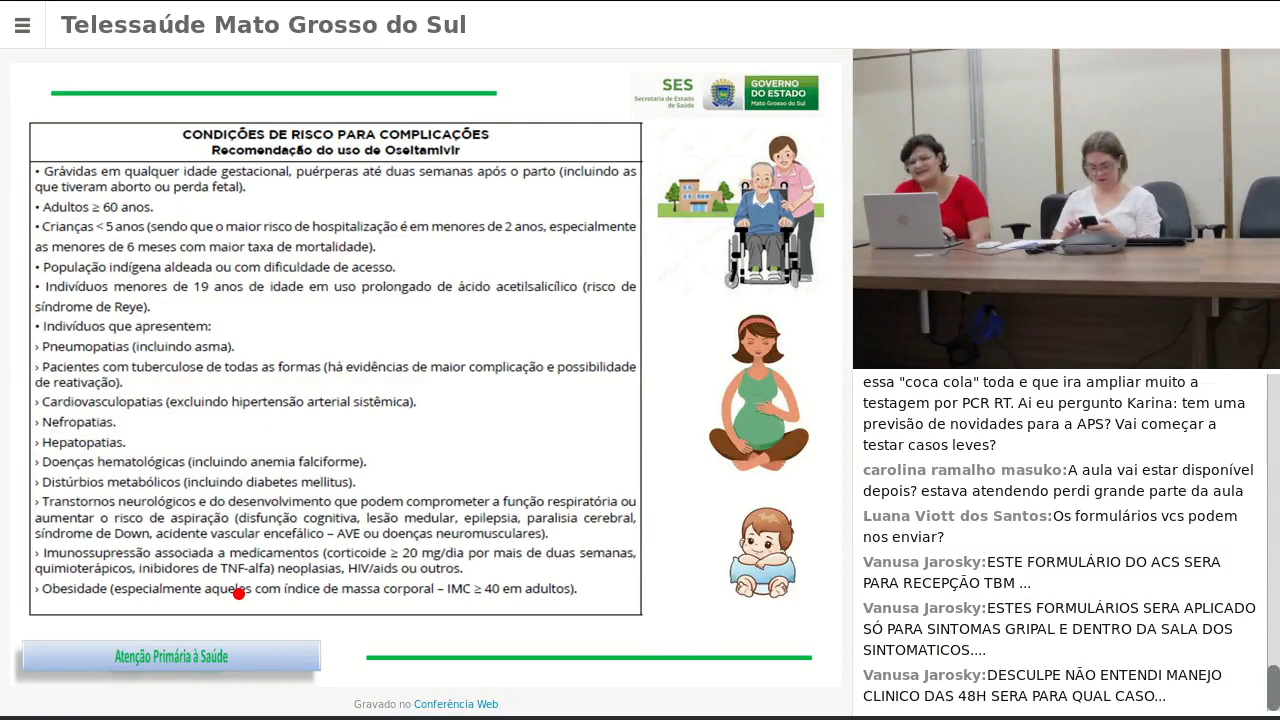 Telessaúde Mato Grosso do Sul
SES
Secretaria de Estado
de Saúde
GOVERNO
DO ESTADO
Mato Grosso do Sul
CONDIÇÕES DE RISCO PARA COMPLICAÇÕES
Recomendação do uso de Oseltamivir
• Grávidas em qualquer idade gestacional, puérperas até duas semanas após o parto (incluindo as
que tiveram aborto ou perda fetal).
• Adultos ≥ 60 anos.
• Crianças < 5 anos (sendo que o maior risco de hospitalização é em menores de 2 anos, especialmente
as menores de 6 meses com maior taxa de mortalidade).
• População indígena aldeada ou com dificuldade de acesso.
• Indivíduos menores de 19 anos de idade em uso prolongado de ácido acetilsalicílico (risco de
síndrome de Reye).
• Indivíduos que apresentem:
› Pneumopatias (incluindo asma).
› Pacientes com tuberculose de todas as formas (há evidências de maior complicação e possibilidade
de reativação).
› Cardiovasculopatias (excluindo hipertensão arterial sistêmica).
› Nefropatias.
› Hepatopatias.
› Doenças hematológicas (incluindo anemia falciforme).
› Distúrbios metabólicos (incluindo diabetes mellitus).
› Transtornos neurológicos e do desenvolvimento que podem comprometer a função respiratória ou
aumentar o risco de aspiração (disfunção cognitiva, lesão medular, epilepsia, paralisia cerebral,
síndrome de Down, acidente vascular encefálico – AVE ou doenças neuromusculares).
› Imunossupressão associada a medicamentos (corticoide ≥ 20 mg/dia por mais de duas semanas,
quimioterápicos, inibidores de TNF-alfa) neoplasias, HIV/aids ou outros.
› Obesidade (especialmente aqueles com índice de massa corporal – IMC ≥ 40 em adultos).
Atenção Primária à Saúde
Gravado no Conferência Web
essa "coca cola" toda e que ira ampliar muito a
testagem por PCR RT. Ai eu pergunto Karina: tem uma
previsão de novidades para a APS? Vai começar a
testar casos leves?
carolina ramalho masuko:A aula vai estar disponível
depois? estava atendendo perdi grande parte da aula
Luana Viott dos Santos:Os formulários vcs podem
nos enviar?
Vanusa Jarosky:ESTE FORMULÁRIO DO ACS SERA
PARA RECEPÇÃO TBM ...
Vanusa Jarosky:ESTES FORMULÁRIOS SERA APLICADO
SÓ PARA SINTOMAS GRIPAL E DENTRO DA SALA DOS
SINTOMATICOS....
Vanusa Jarosky:DESCULPE NÃO ENTENDI MANEJO
CLINICO DAS 48H SERA PARA QUAL CASO...